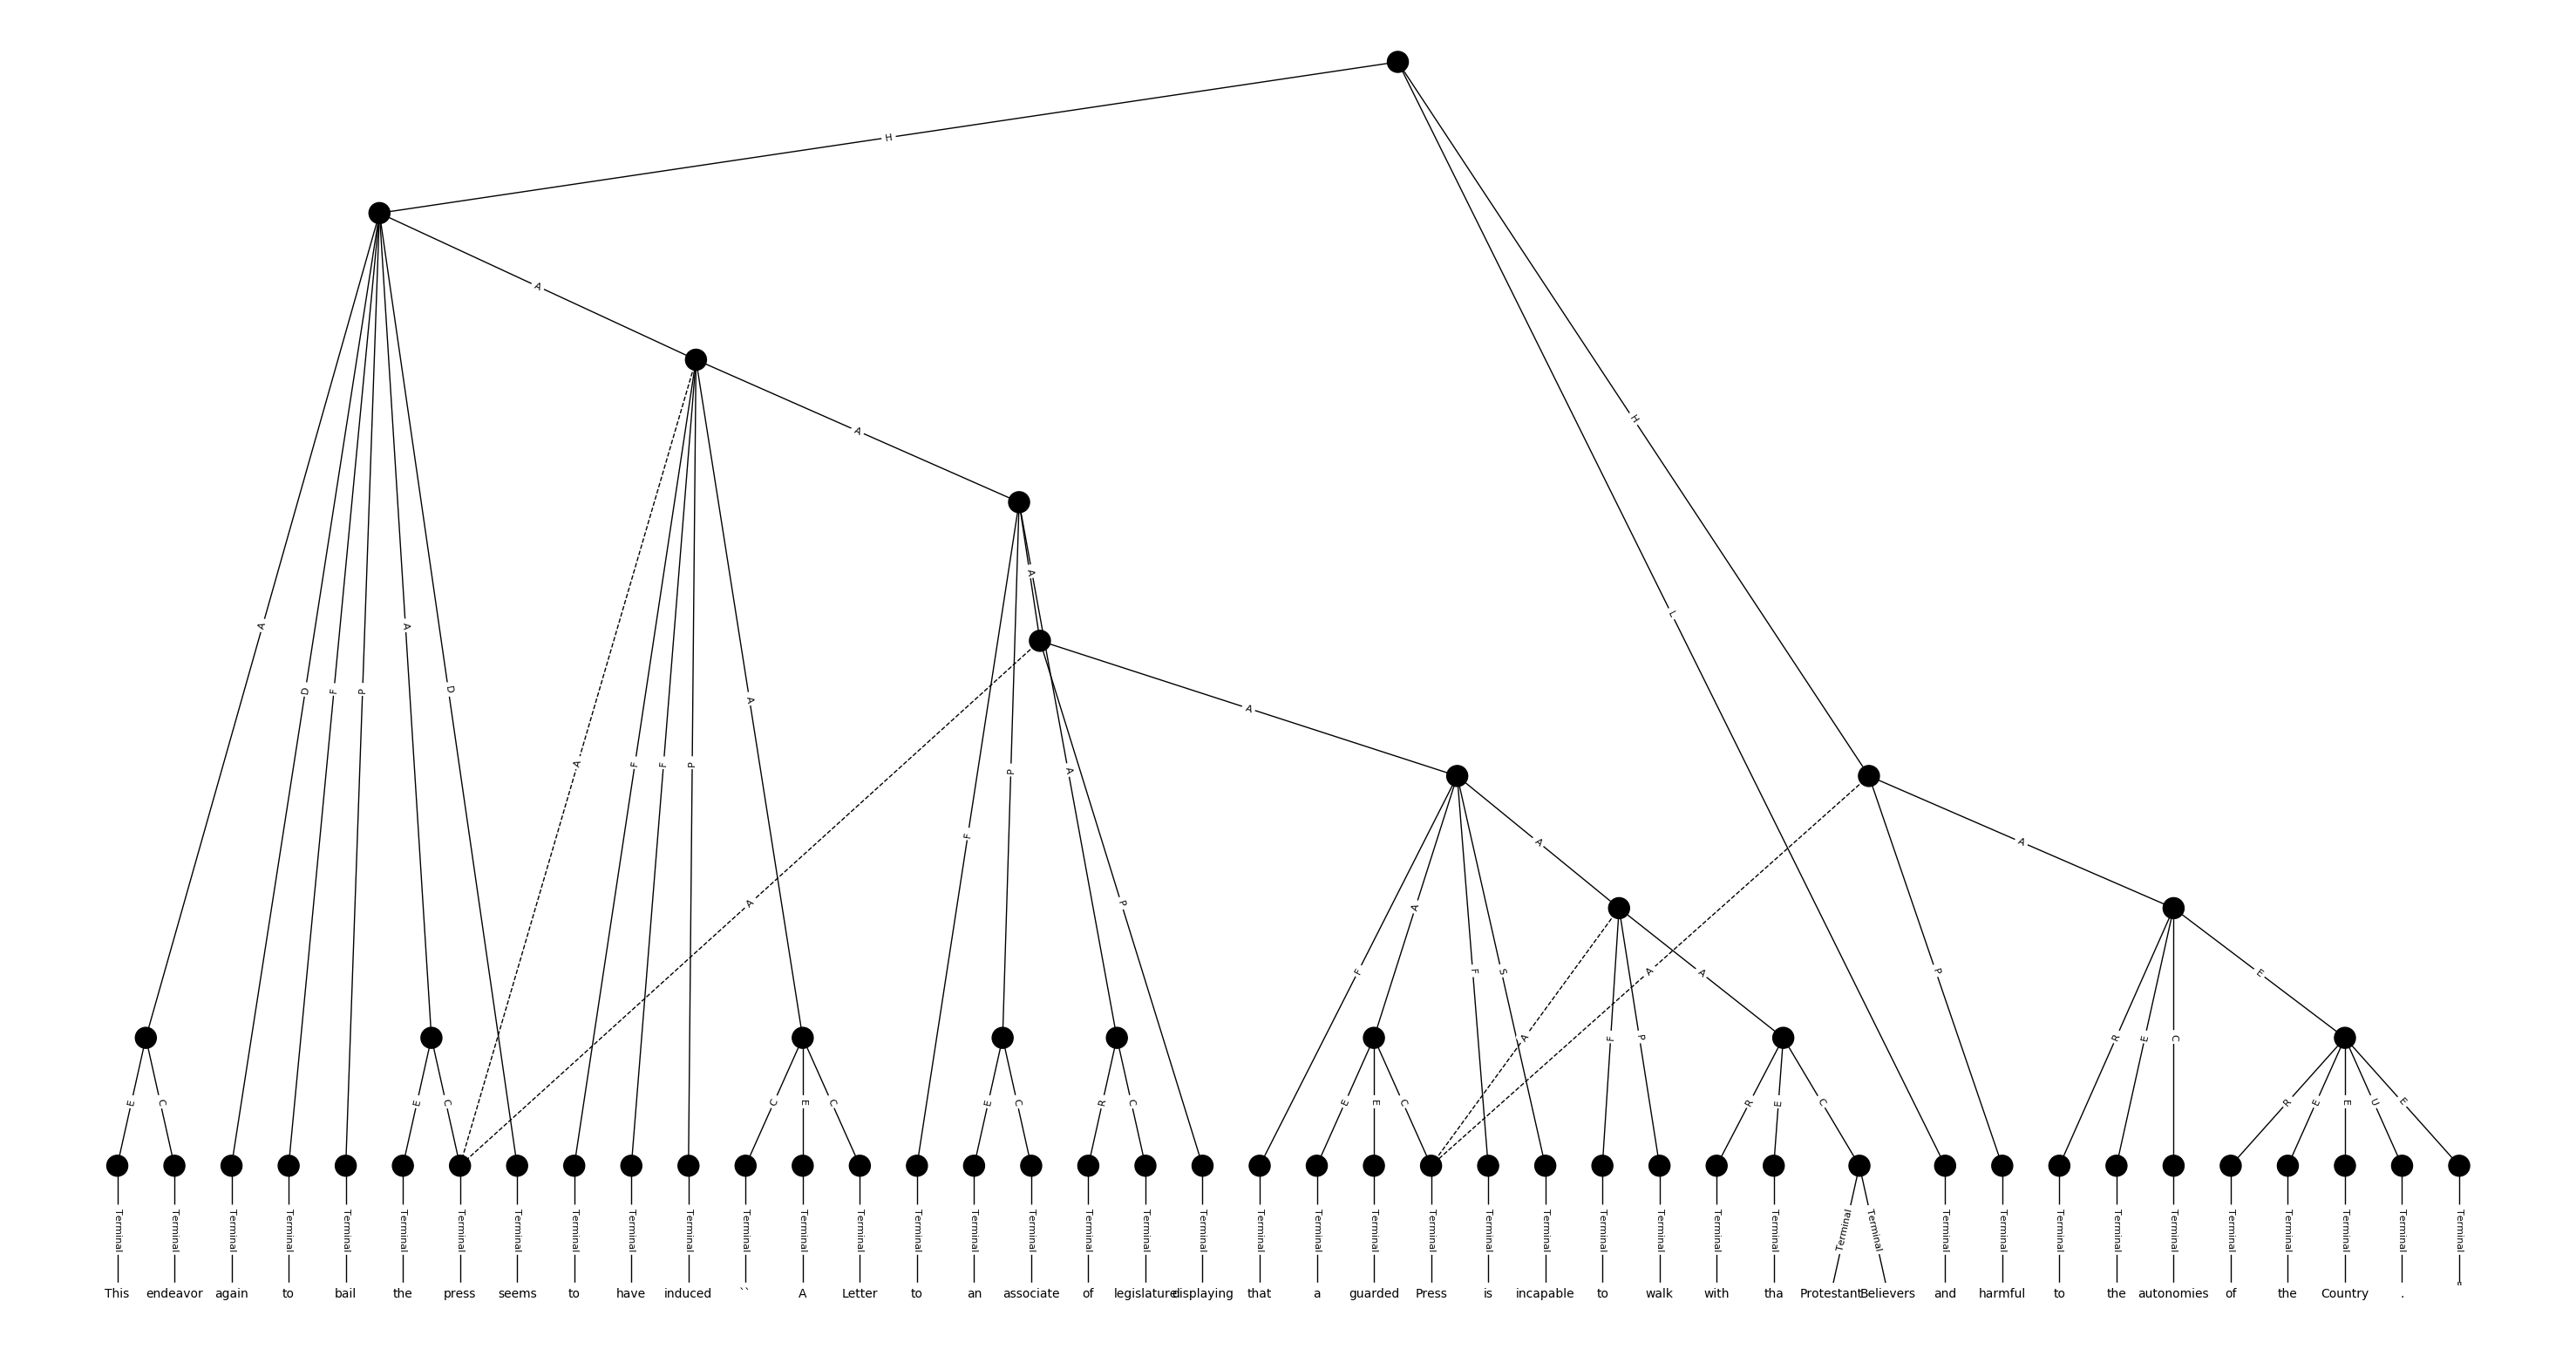 H
A
A
A
H
A
L
A
D
F
P
A
D
A
A
F
F
P
A
F
P
A
A
P
A
A
A
F
A
F
S
A
F
P
A
A
P
R
E
C
E
E
C
E
C
C
E
C
E
C
R
C
E
E
C
R
E
C
R
E
E
U
E
Terminal Terminal Terminal Terminal Terminal Terminal Terminal Terminal Terminal Terminal Terminal Terminal Terminal Terminal Terminal Terminal Terminal Terminal Terminal Terminal Terminal Terminal Terminal Terminal Terminal Terminal Terminal Terminal Terminal Terminal Terminal Terminal Terminal Terminal Terminal Terminal Terminal Terminal Terminal Terminal Terminal Terminal
This endeavor again to bail the press seems to have induced `` A Letter to an associate of legislature displaying that a guarded Press is incapable to walk with tha Protestant Believers and harmful to the autonomies of the Country . "